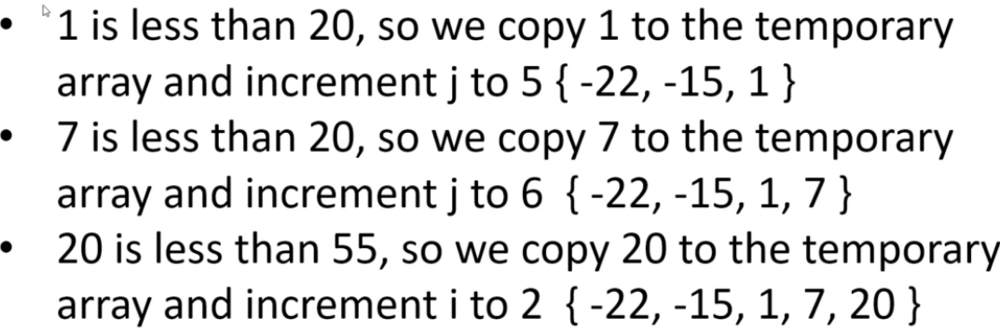 • 1 is less than 20, so we copy 1 to the temporary
array and increment j to 5 { -22, -15, 1 }
• 7 is less than 20, so we copy 7 to the temporary
array and increment j to 6  { -22, -15, 1, 7 }
• 20 is less than 55, so we copy 20 to the temporary
array and increment i to 2  { -22, -15, 1, 7, 20 }